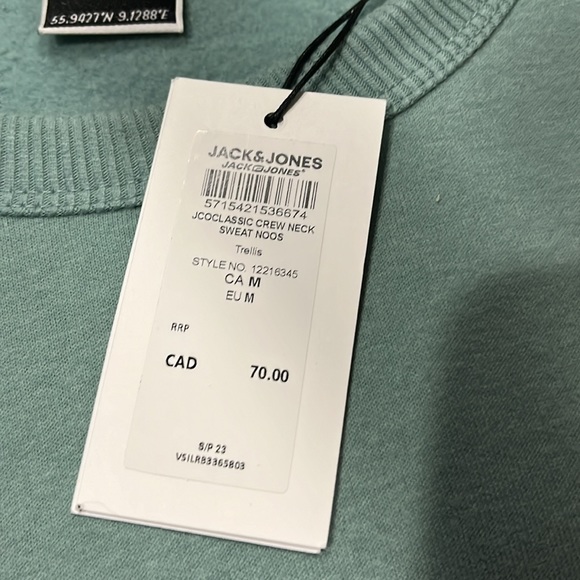 55.9427'N 9.1288'E
JACK&JONES
JACK&JONES®
5715421536674
JCOCLASSIC CREW NECK
SWEAT NOOS
Trellis
STYLE NO. 12216345
CA M
EU M
RRP
CAD 70.00
S/P 23
VSILRB3365803